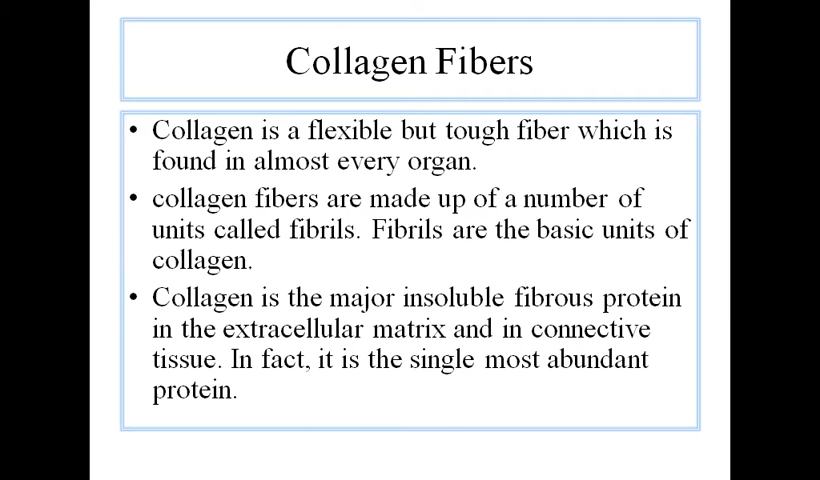 Collagen Fibers
• Collagen is a flexible but tough fiber which is
found in almost every organ.
• collagen fibers are made up of a number of
units called fibrils. Fibrils are the basic units of
collagen.
• Collagen is the major insoluble fibrous protein
in the extracellular matrix and in connective
tissue. In fact, it is the single most abundant
protein.